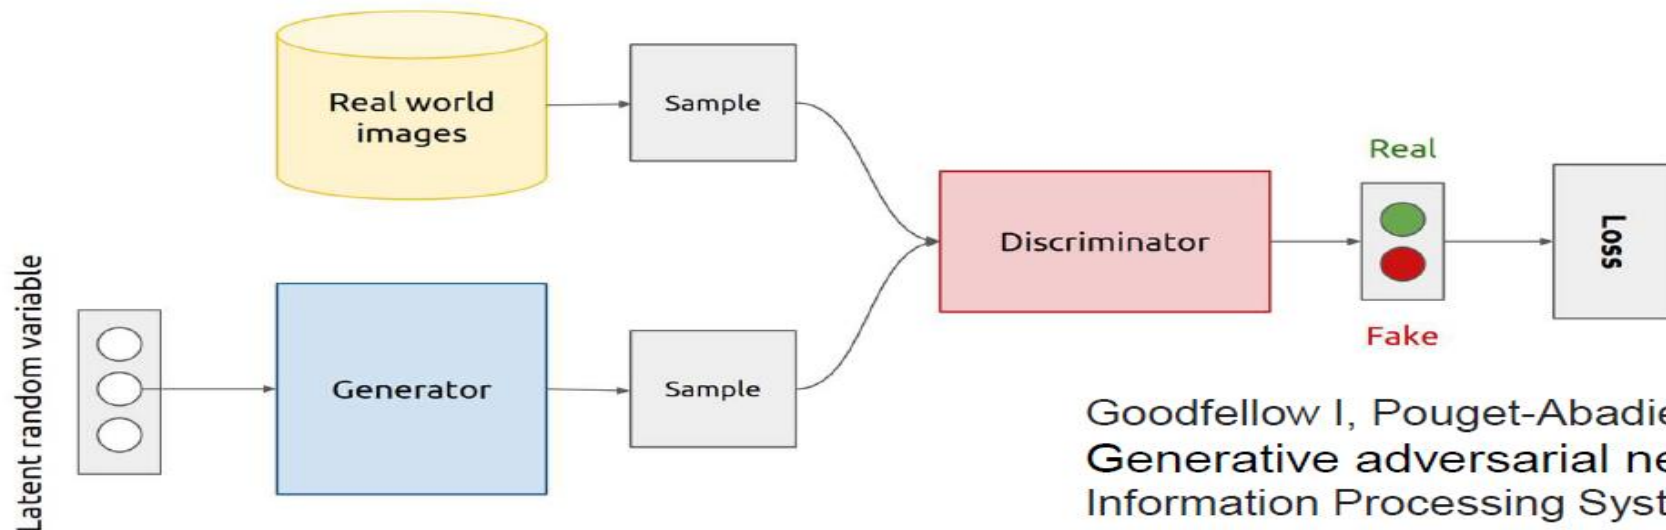 Real world
images
Sample
Real
Discriminator
Loss
Fake
Latent random variable
Generator
Sample
Goodfellow I, Pouget-Abadie
Generative adversarial ne
Information Processing Syst